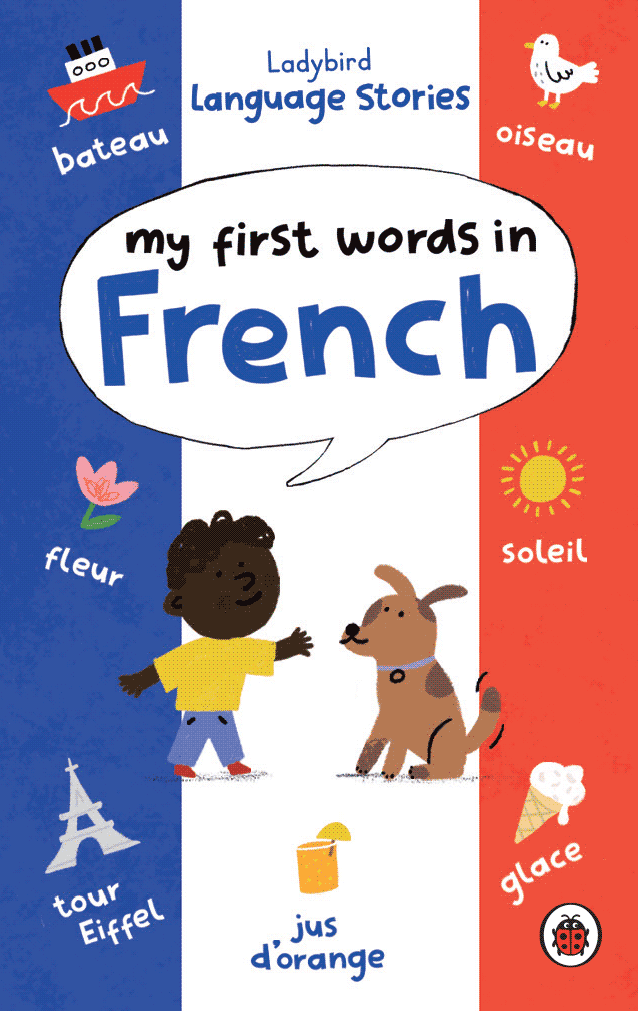 Ladybird
Language Stories
bateau
oiseau
my first words in
French
fleur
soleil
tour
Eiffel
glace
jus
d'orange